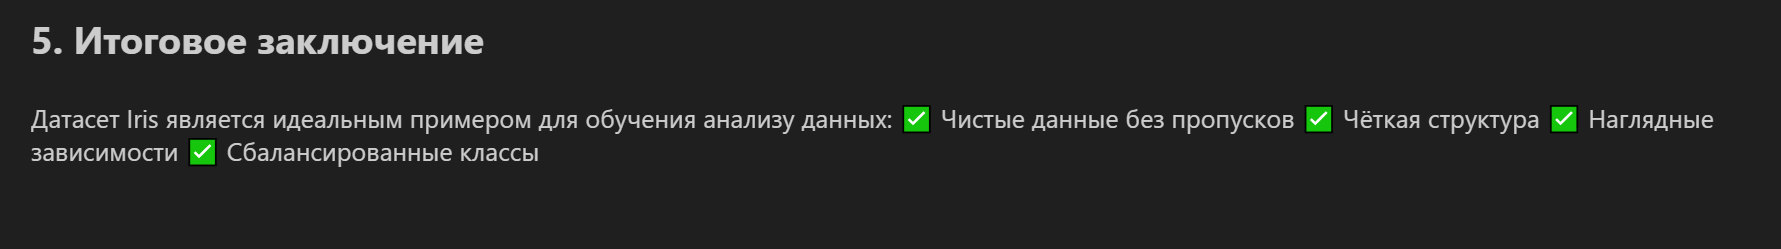 5. Итоговое заключение
Датасет Iris является идеальным примером для обучения анализу данных: ✅ Чистые данные без пропусков ✅ Чёткая структура ✅ Наглядные
зависимости ✅ Сбалансированные классы